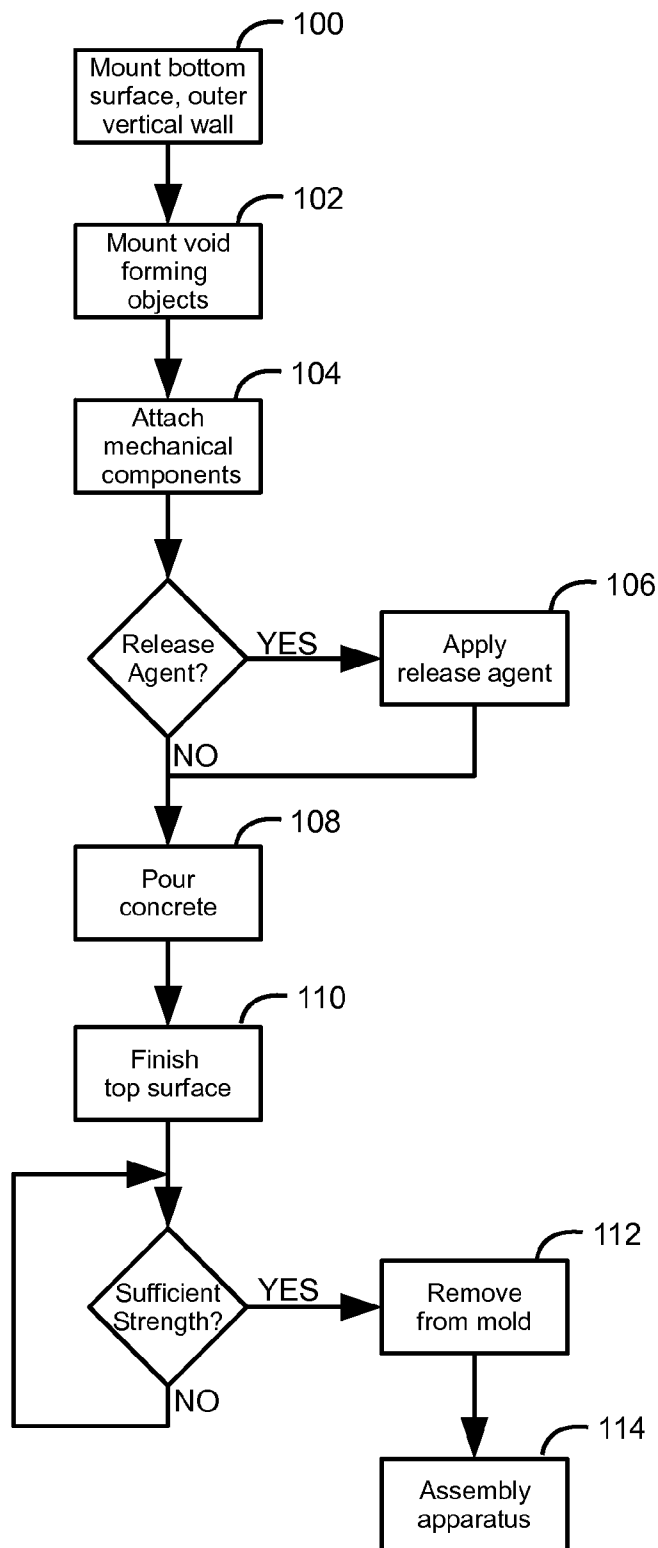 100
Mount bottom
surface, outer
vertical wall
102
Mount void
forming
objects
104
Attach
mechanical
components
Release
Agent?
YES
106
Apply
release agent
NO
108
Pour
concrete
110
Finish
top surface
Sufficient
Strength?
YES
112
Remove
from mold
NO
114
Assembly
apparatus